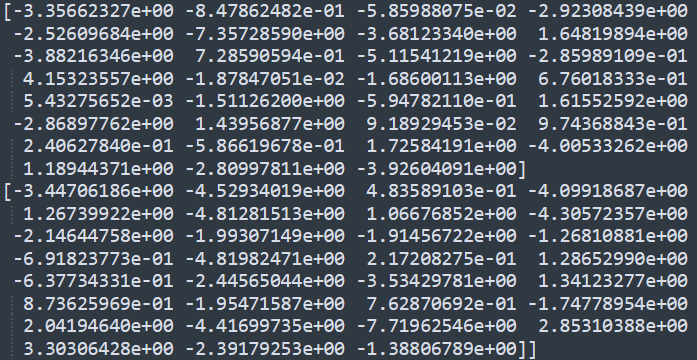 [-3.35662327e+00 -8.47862482e-01 -5.85988075e-02 -2.92308439e+00
-2.52609684e+00 -7.35728590e+00 -3.68123340e+00 1.64819894e+00
-3.88216346e+00 7.28590594e-01 -5.11541219e+00 -2.85989109e-01
4.15323557e+00 -1.87847051e-02 -1.68600113e+00 6.76018333e-01
5.43275652e-03 -1.51126200e+00 -5.94782110e-01 1.61552592e+00
-2.86897762e+00 1.43956877e+00 9.18929453e-02 9.74368843e-01
2.40627840e-01 -5.86619678e-01 1.72584191e+00 -4.00533262e+00
1.18944371e+00 -2.80997811e+00 -3.92604091e+00]
[-3.44706186e+00 -4.52934019e+00 4.83589103e-01 -4.09918687e+00
1.26739922e+00 -4.81281513e+00 1.06676852e+00 -4.30572357e+00
-2.14644758e+00 -1.99307149e+00 -1.91456722e+00 -1.26810881e+00
-6.91823773e-01 -4.81982471e+00 2.17208275e-01 1.28652990e+00
-6.37734331e-01 -2.44565044e+00 -3.53429781e+00 1.34123277e+00
8.73625969e-01 -1.95471587e+00 7.62870692e-01 -1.74778954e+00
2.04194640e+00 -4.41699735e+00 -7.71962546e+00 2.85310388e+00
3.30306428e+00 -2.39179253e+00 -1.38806789e+00]]